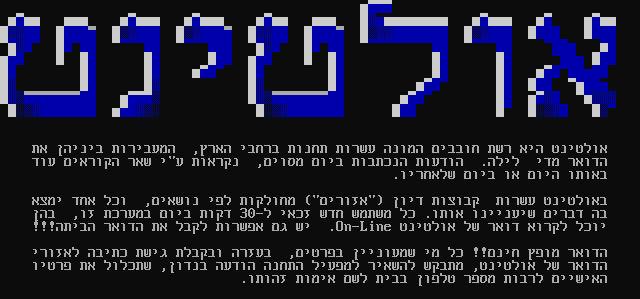 אולטינט
אולטינט היא רשת חובבים המונה עשרות תחנות ברחבי הארץ, המעבירות ביניהן את
הדואר מדי לילה. הודעות הנכתבות ביום מסוים, נקראות ע"י שאר הקוראים עוד
באותו היום או ביום שלאחריו.
באולטינט עשרות קבוצות דיון ("אזורים") מחולקות לפי נושאים, וכל אחד ימצא
בה דברים שיעניינו אותו. כל משתמש חדש זכאי ל-30 דקות ביום במערכת זו, בהן
יוכל לקרוא דואר של אולטינט On-Line. יש גם אפשרות לקבל את הדואר הביתה!!!
הדואר מופץ חינם!! כל מי שמעוניין בפרטים, בעזרה ובקבלת גישת כתיבה לאזורי
הדואר של אולטינט, מתבקש להשאיר למפעיל התחנה הודעה בנדון, שתכלול את פרטיו
האישיים לרבות מספר טלפון בבית לשם אימות זהותו.